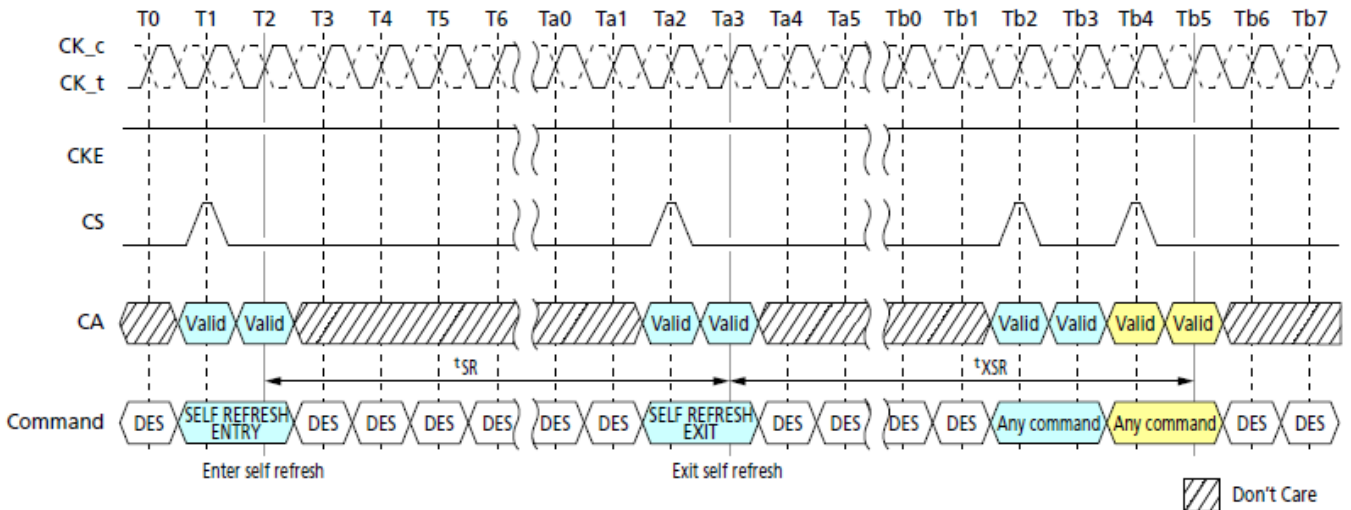 T0 T1 T2 T3 T4 T5 T6 Ta0 Ta1 Ta2 Ta3 Ta4 Ta5 Tb0 Tb1 Tb2 Tb3 Tb4 Tb5 Tb6 Tb7
CK_c
CK_t
CKE
CS
CA Valid Valid Valid Valid Valid Valid Valid Valid
tSR tXSR
Command DES SELF REFRESH ENTRY DES DES DES DES DES DES SELF REFRESH EXIT DES DES DES DES Any command Any command DES DES
Enter self refresh Exit self refresh
Don't Care